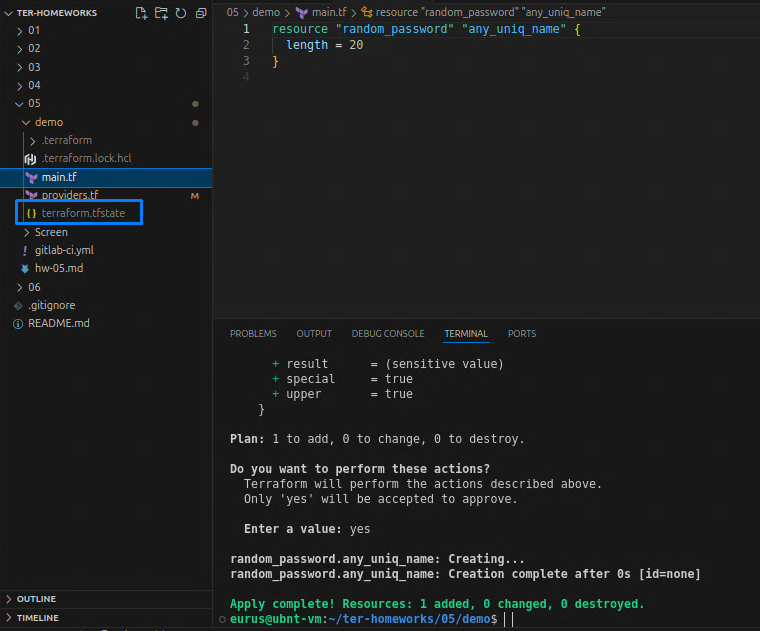 TER-HOMEWORKS
01
02
03
04
05
demo
.terraform
.terraform.lock.hcl
main.tf
providers.tf M
{} terraform.tfstate
Screen
! gitlab-ci.yml
hw-05.md
06
.gitignore
README.md
OUTLINE
TIMELINE
05 > demo > main.tf > resource "random_password" "any_uniq_name"
1 resource "random_password" "any_uniq_name" {
2 length = 20
3 }
4
PROBLEMS OUTPUT DEBUG CONSOLE TERMINAL PORTS
+ result = (sensitive value)
+ special = true
+ upper = true
}
Plan: 1 to add, 0 to change, 0 to destroy.
Do you want to perform these actions?
Terraform will perform the actions described above.
Only 'yes' will be accepted to approve.
Enter a value: yes
random_password.any_uniq_name: Creating...
random_password.any_uniq_name: Creation complete after 0s [id=none]
Apply complete! Resources: 1 added, 0 changed, 0 destroyed.
eurus@ubnt-vm:~/ter-homeworks/05/demo$